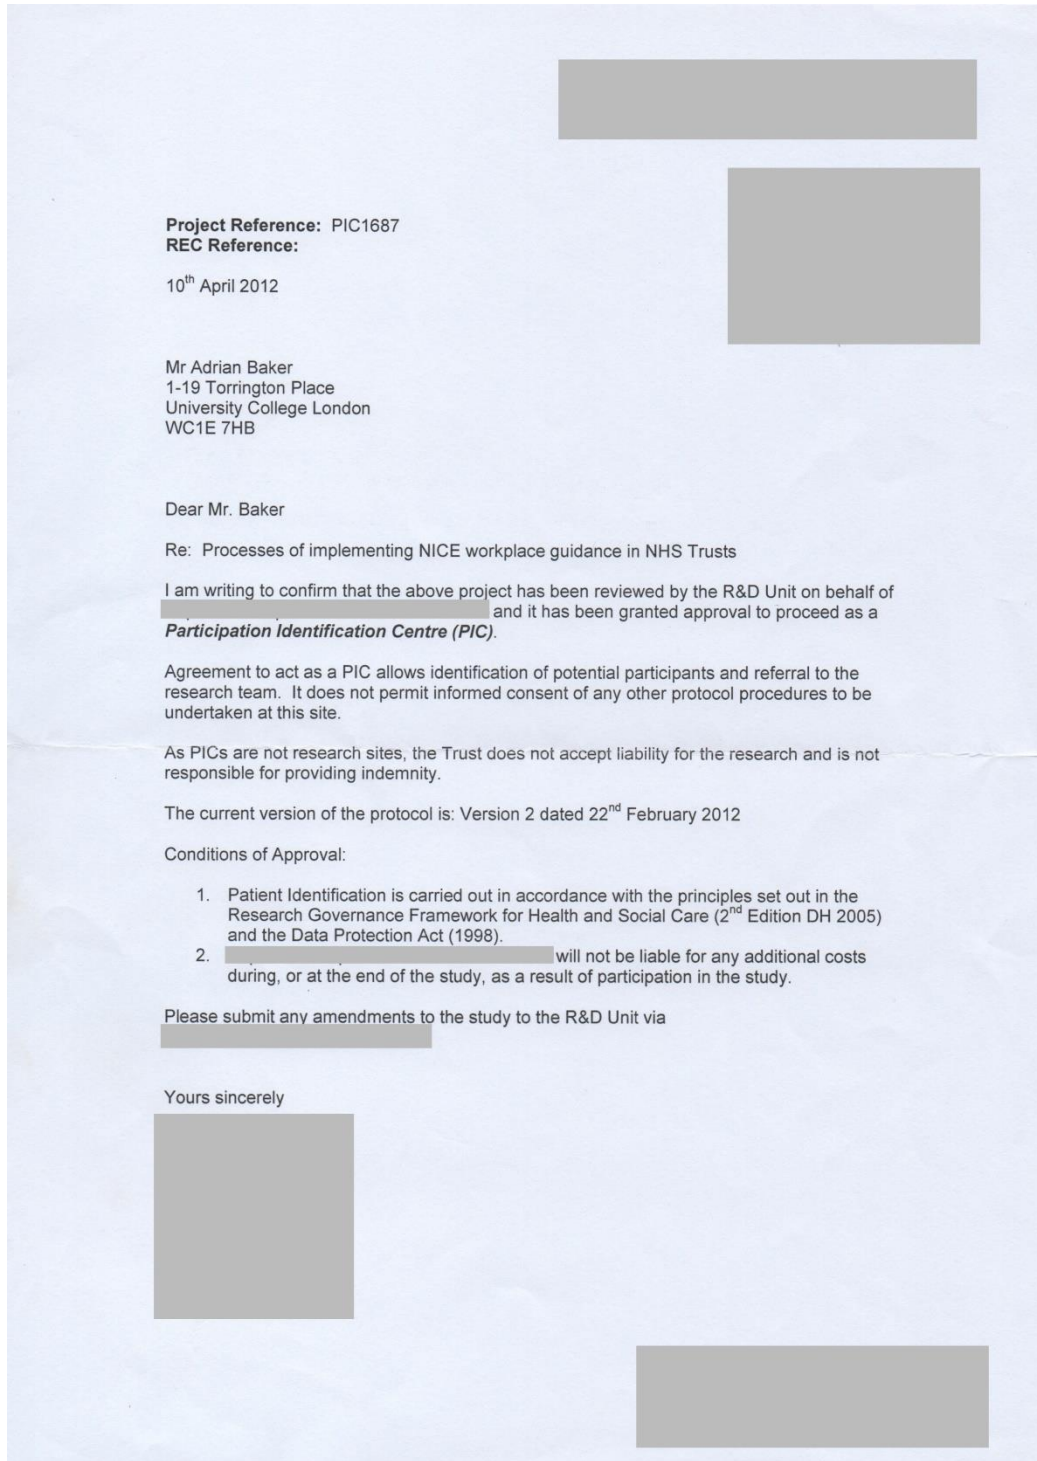 Project Reference: PIC1687
REC Reference:
10th April 2012
Mr Adrian Baker
1-19 Torrington Place
University College London
WC1E 7HB
Dear Mr. Baker
Re: Processes of implementing NICE workplace guidance in NHS Trusts
I am writing to confirm that the above project has been reviewed by the R&D Unit on behalf of
and it has been granted approval to proceed as a
Participation Identification Centre (PIC).
Agreement to act as a PIC allows identification of potential participants and referral to the
research team. It does not permit informed consent of any other protocol procedures to be
undertaken at this site.
As PICs are not research sites, the Trust does not accept liability for the research and is not
responsible for providing indemnity.
The current version of the protocol is: Version 2 dated 22nd February 2012
Conditions of Approval:
1. Patient Identification is carried out in accordance with the principles set out in the
Research Governance Framework for Health and Social Care (2nd Edition DH 2005)
and the Data Protection Act (1998).
2. will not be liable for any additional costs
during, or at the end of the study, as a result of participation in the study.
Please submit any amendments to the study to the R&D Unit via
Yours sincerely